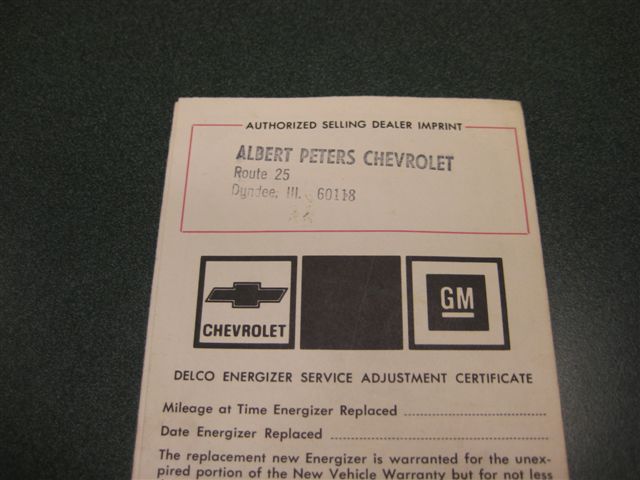 AUTHORIZED SELLING DEALER IMPRINT
ALBERT PETERS CHEVROLET
Route 25
Dundee, Ill. 60118
CHEVROLET
GM
DELCO ENERGIZER SERVICE ADJUSTMENT CERTIFICATE
Mileage at Time Energizer Replaced
Date Energizer Replaced
The replacement new Energizer is warranted for the unex-
pired portion of the New Vehicle Warranty but for not less